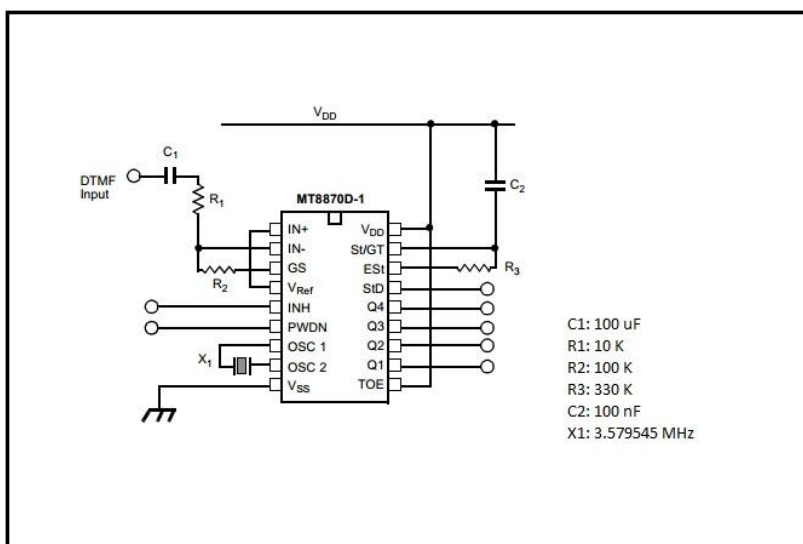 VDD
C1
DTMF
Input
R1
C2
MT8870D-1
IN+
VDD
IN-
St/GT
GS
ESt
R2
R3
VRef
StD
INH
Q4
PWDN
Q3
OSC 1
Q2
X1
OSC 2
Q1
VSS
TOE
C1: 100 uF
R1: 10 K
R2: 100 K
R3: 330 K
C2: 100 nF
X1: 3.579545 MHz